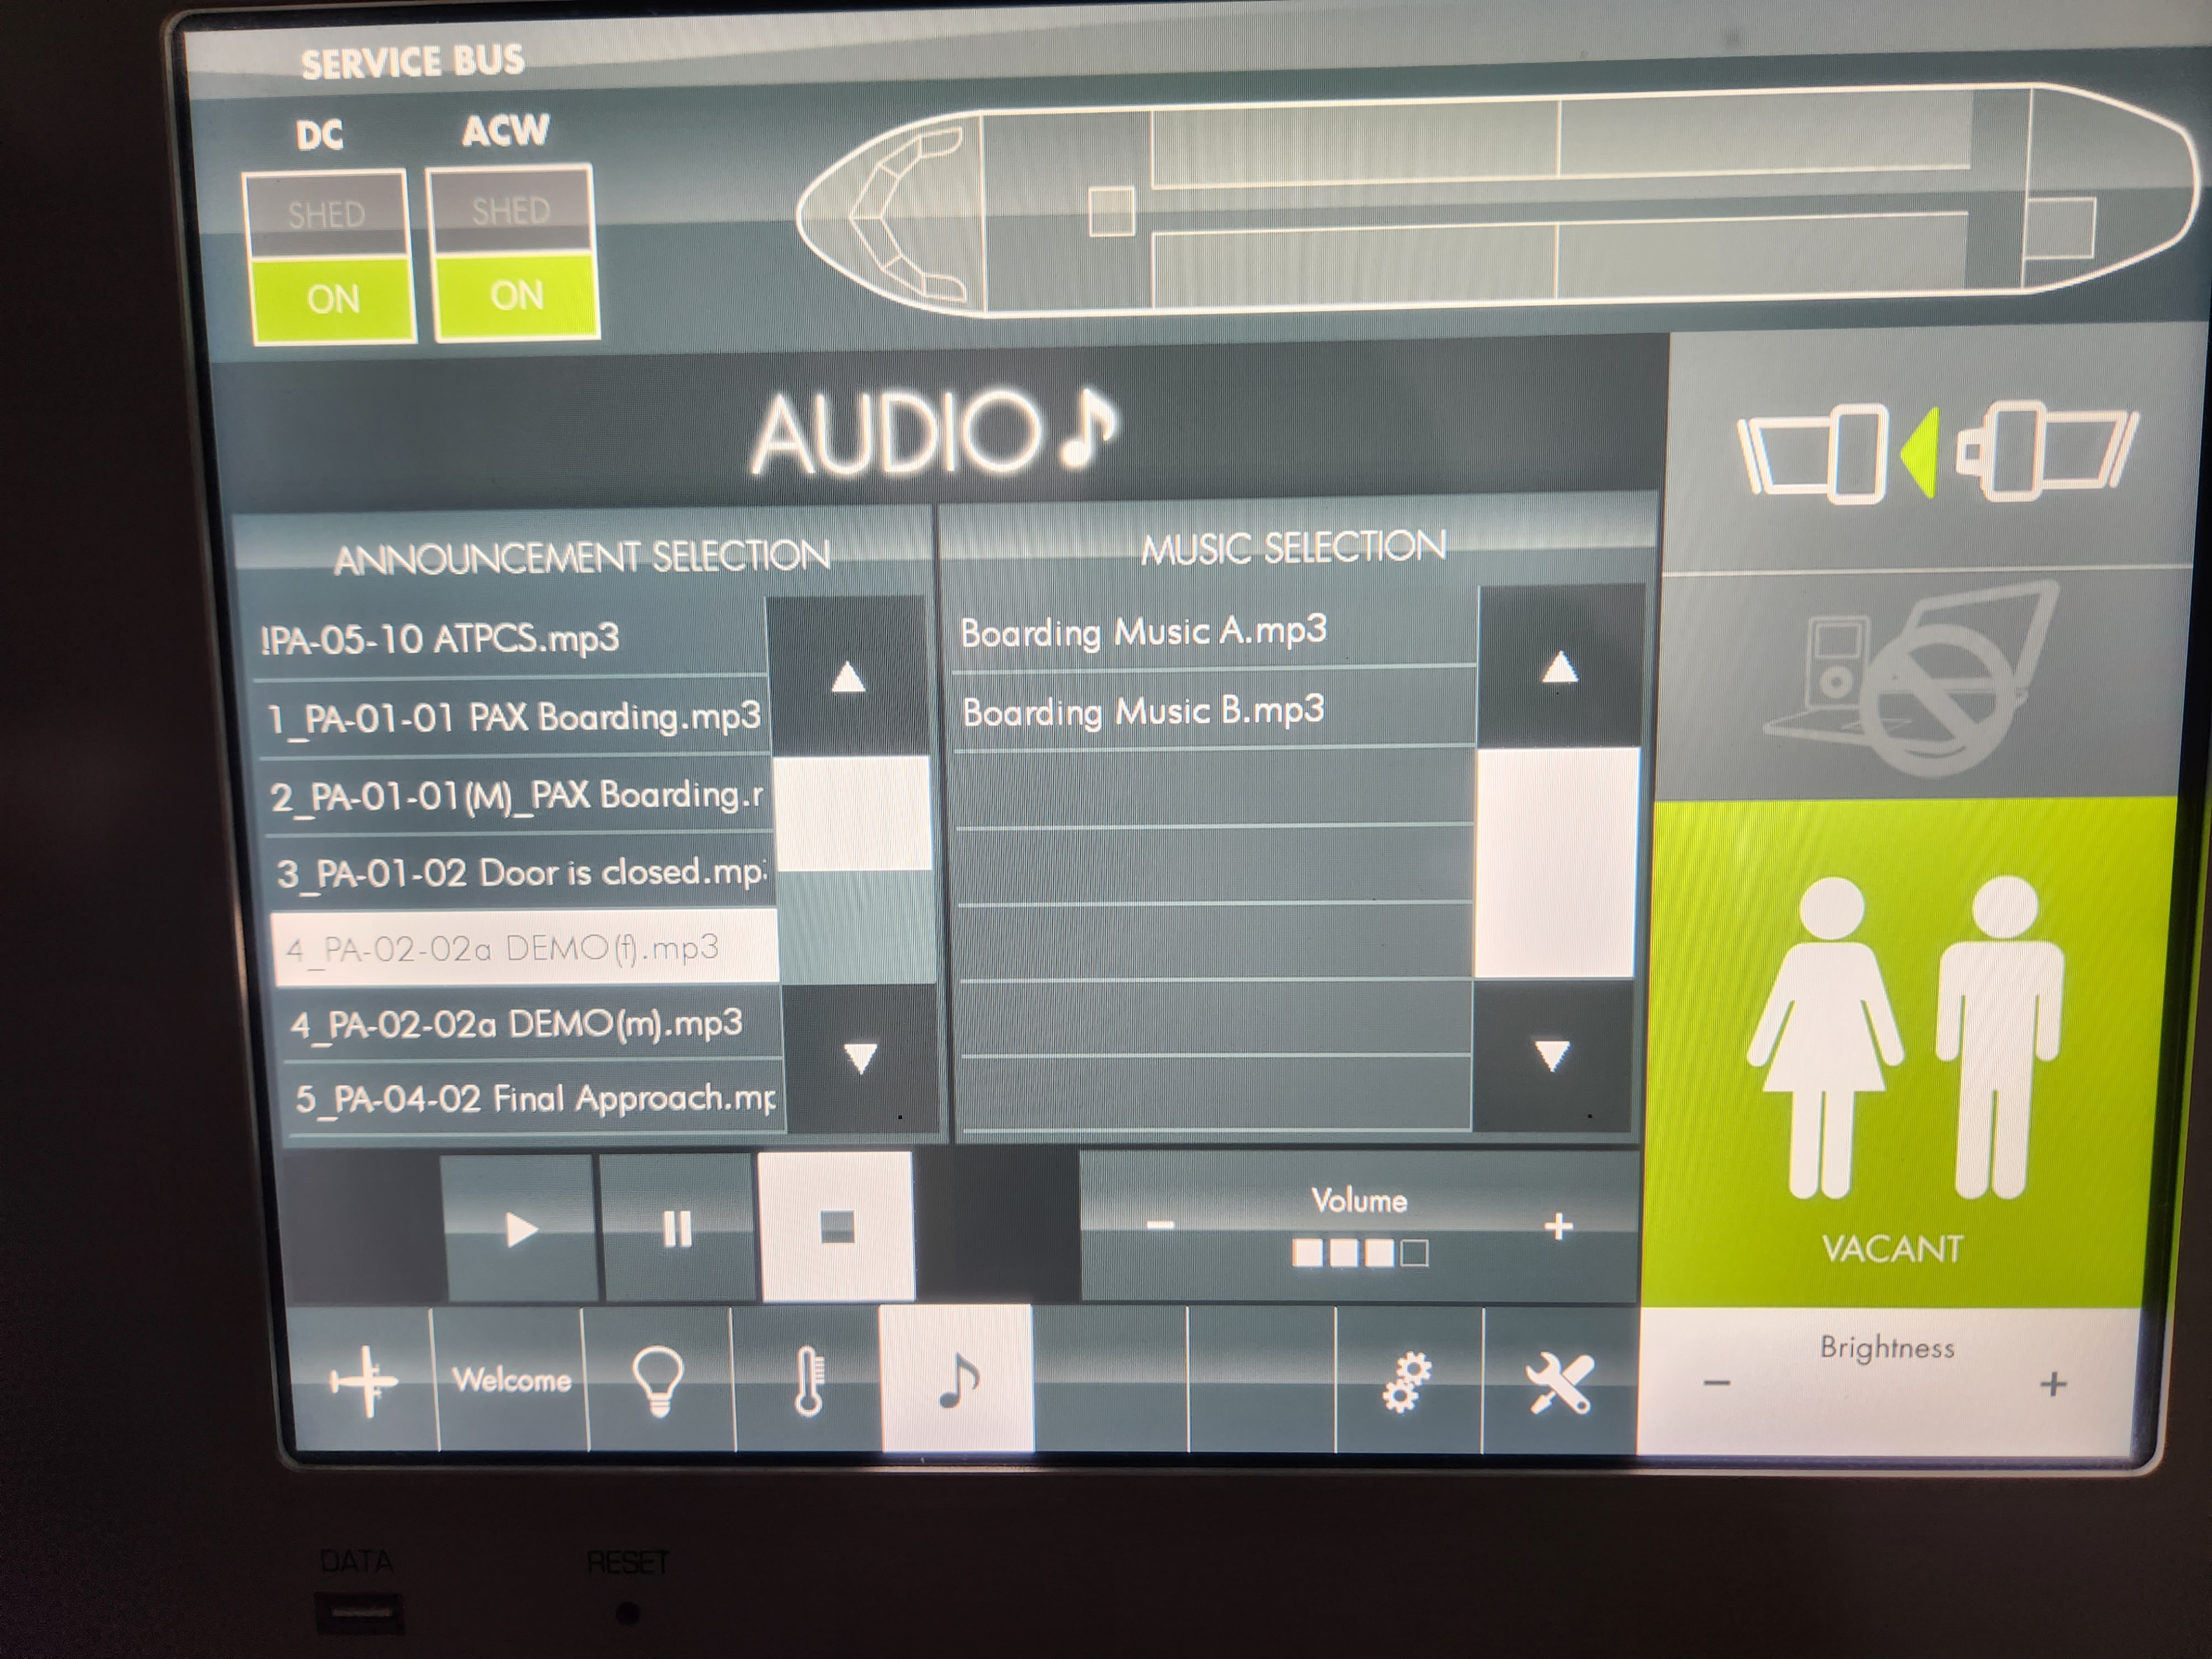 SERVICE BUS
DC ACW
SHED SHED
ON ON
AUDIO
ANNOUNCEMENT SELECTION
!PA-05-10 ATPCS.mp3
1_PA-01-01 PAX Boarding.mp3
2_PA-01-01(M)_PAX Boarding.r
3_PA-01-02 Door is closed.mp
4_PA-02-02a DEMO(f).mp3
4_PA-02-02a DEMO(m).mp3
5_PA-04-02 Final Approach.mp
MUSIC SELECTION
Boarding Music A.mp3
Boarding Music B.mp3
Volume
VACANT
Welcome
Brightness
DATA RESET